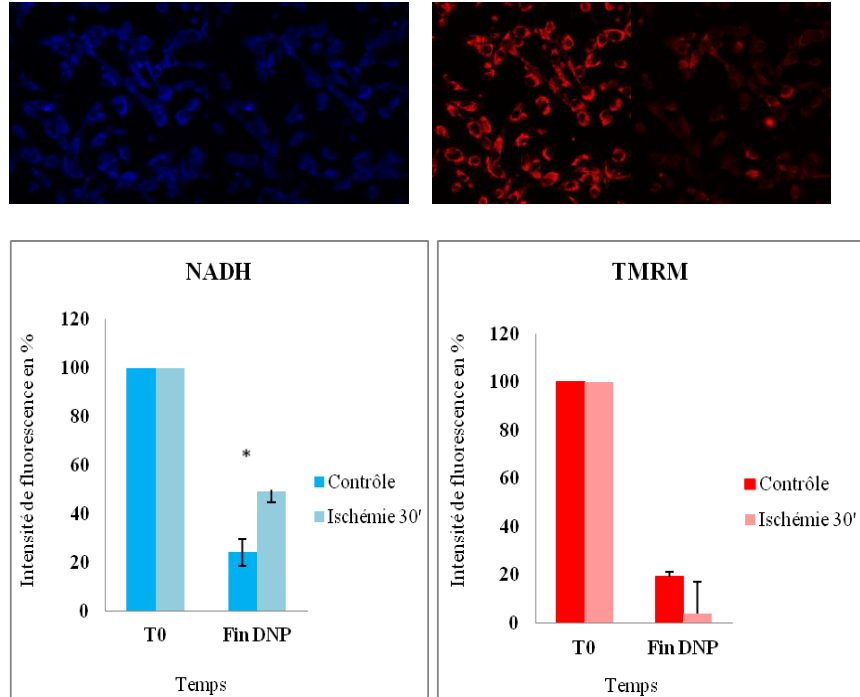 NADH
120
100
80
60
40
20
0
Intensité de fluorescence en %
*
Contrôle
Ischémie 30'
T0
Fin DNP
Temps
TMRM
120
100
80
60
40
20
0
Intensité de fluorescence en %
Contrôle
Ischémie 30'
T0
Fin DNP
Temps